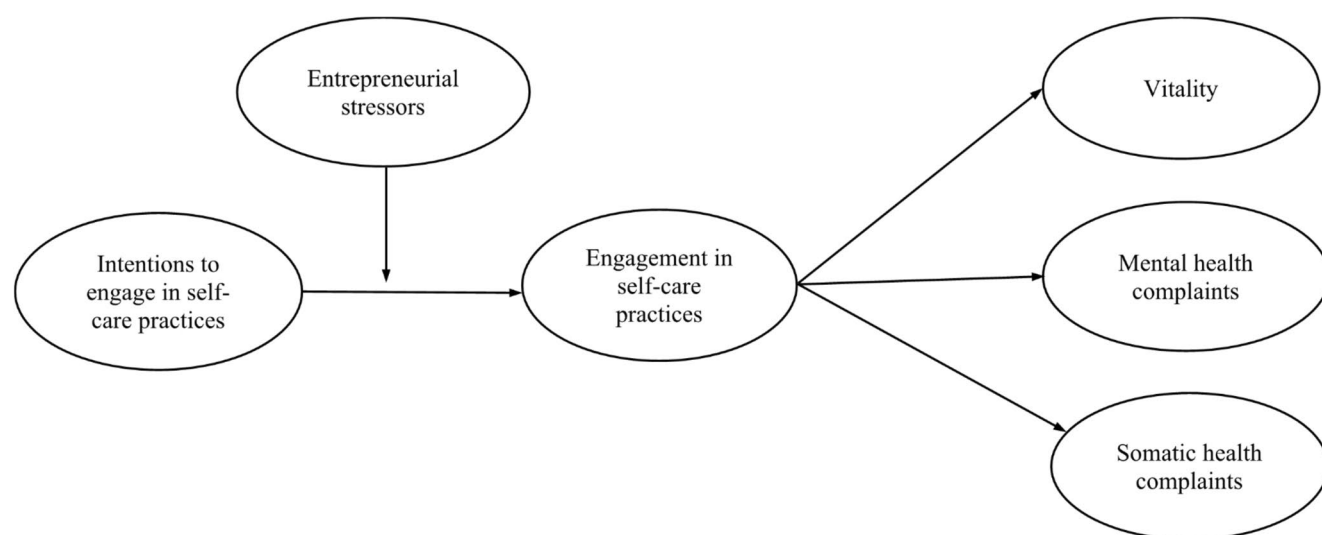 Entrepreneurial
stressors
Vitality
Intentions to
engage in self-
care practices
Engagement in
self-care
practices
Mental health
complaints
Somatic health
complaints